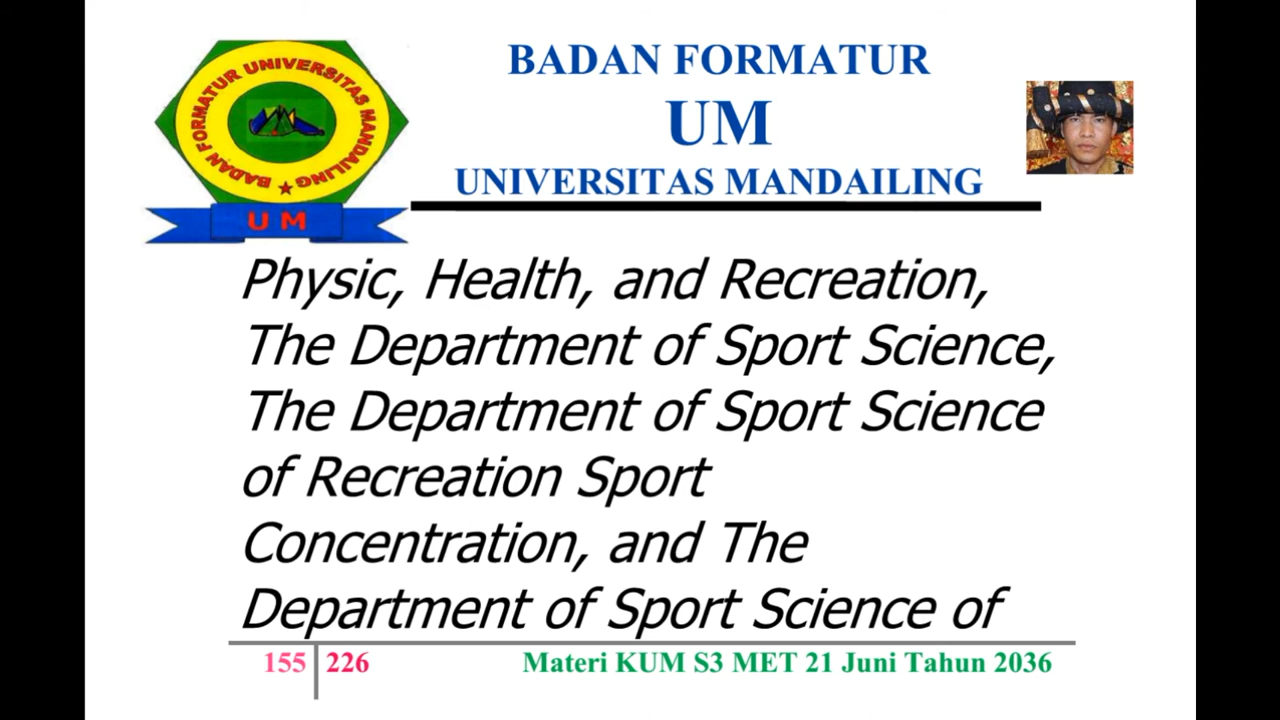 BADAN FORMATUR UNIVERSITAS MANDAILING
U M
BADAN FORMATUR
UM
UNIVERSITAS MANDAILING
Physic, Health, and Recreation,
The Department of Sport Science,
The Department of Sport Science
of Recreation Sport
Concentration, and The
Department of Sport Science of
155 226
Materi KUM S3 MET 21 Juni Tahun 2036